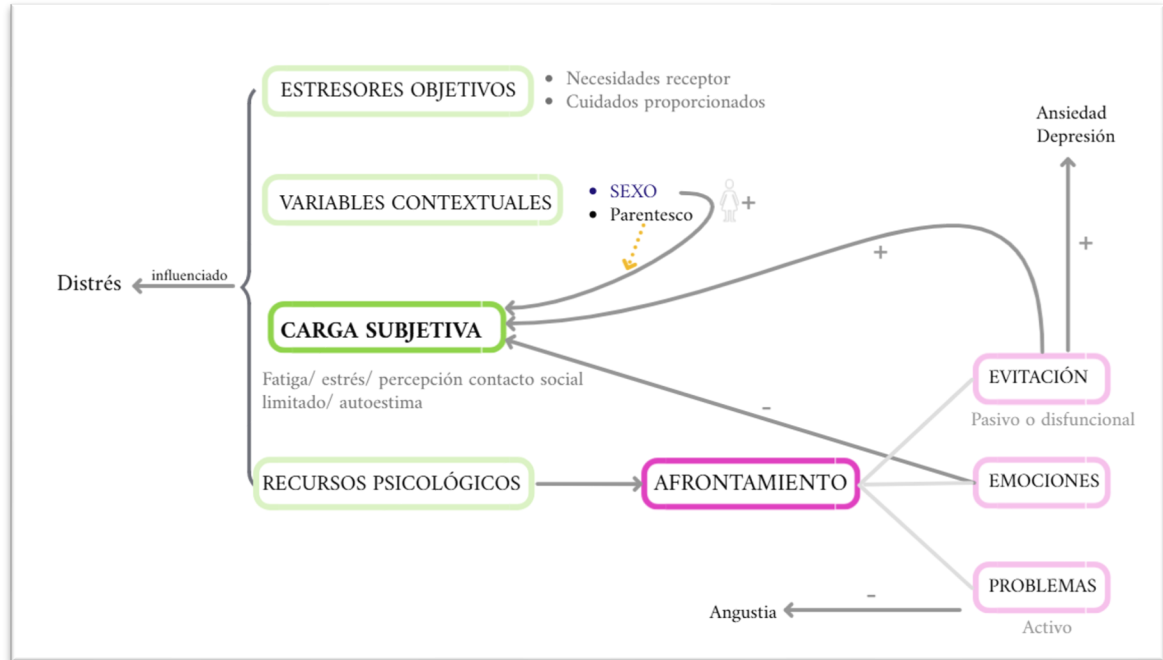 ESTRESORES OBJETIVOS
• Necesidades receptor
• Cuidados proporcionados
Ansiedad
Depresión
VARIABLES CONTEXTUALES
• SEXO
• Parentesco
+
+
+
Distrés
influenciado
CARGA SUBJETIVA
Fatiga/ estrés/ percepción contacto social
limitado/ autoestima
EVITACIÓN
Pasivo o disfuncional
-
RECURSOS PSICOLÓGICOS
AFRONTAMIENTO
EMOCIONES
PROBLEMAS
Activo
-
Angustia